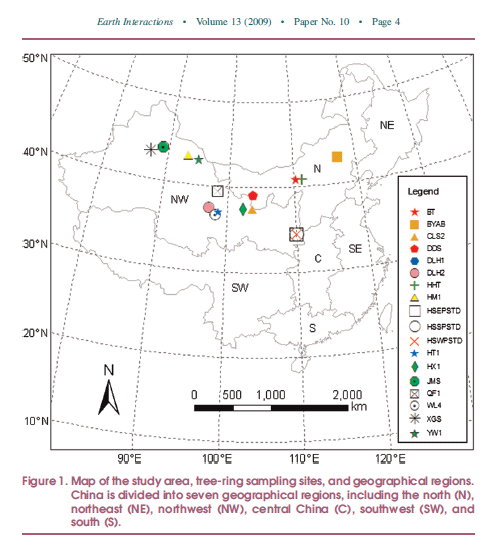 Earth Interactions • Volume 13 (2009) • Paper No. 10 • Page 4
50°N
40°N
30°N
20°N
10°N
NE
N
NW
SE
C
SW
S
N
0 500 1,000 2,000
km
90°E 100°E 110°E 120°E
Legend
BT
BYAB
CLS2
DDS
DLH1
DLH2
HHT
HM1
HSEPSTD
HSSPSTD
HSWPSTD
HT1
HX1
JMS
QF1
WL4
XGS
YW1
Figure 1. Map of the study area, tree-ring sampling sites, and geographical regions.
China is divided into seven geographical regions, including the north (N),
northeast (NE), northwest (NW), central China (C), southwest (SW), and
south (S).